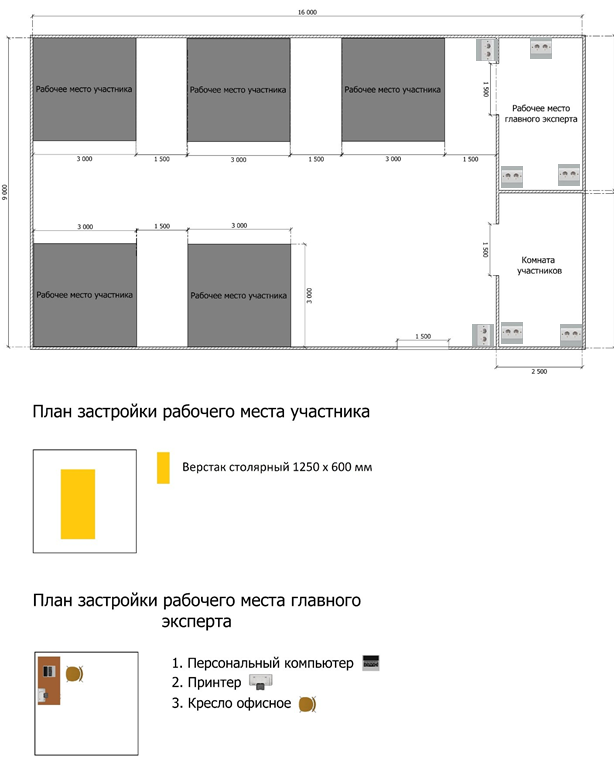 16 000
9 000
Рабочее место участника
Рабочее место участника
Рабочее место участника
1 500
Рабочее место
главного эксперта
3 000
1 500
3 000
1 500
3 000
1 500
3 000
1 500
3 000
1 500
Комната
участников
Рабочее место участника
Рабочее место участника
3 000
1 500
2 500
План застройки рабочего места участника
Верстак столярный 1250 х 600 мм
План застройки рабочего места главного
эксперта
1. Персональный компьютер
2. Принтер
3. Кресло офисное